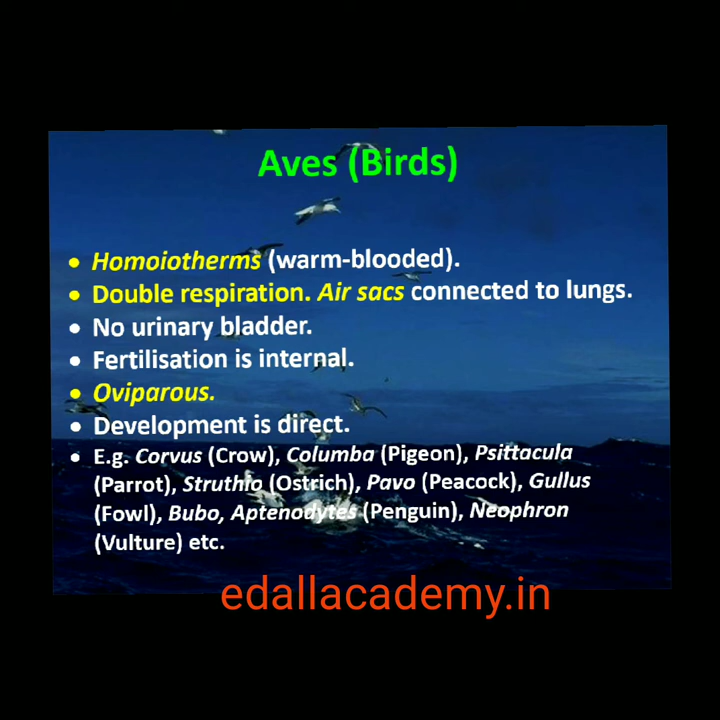 Aves (Birds)
• Homoiotherms (warm-blooded).
• Double respiration. Air sacs connected to lungs.
• No urinary bladder.
• Fertilisation is internal.
• Oviparous.
• Development is direct.
• E.g. Corvus (Crow), Columba (Pigeon), Psittacula
(Parrot), Struthio (Ostrich), Pavo (Peacock), Gullus
(Fowl), Bubo, Aptenodytes (Penguin), Neophron
(Vulture) etc.
edallacademy.in